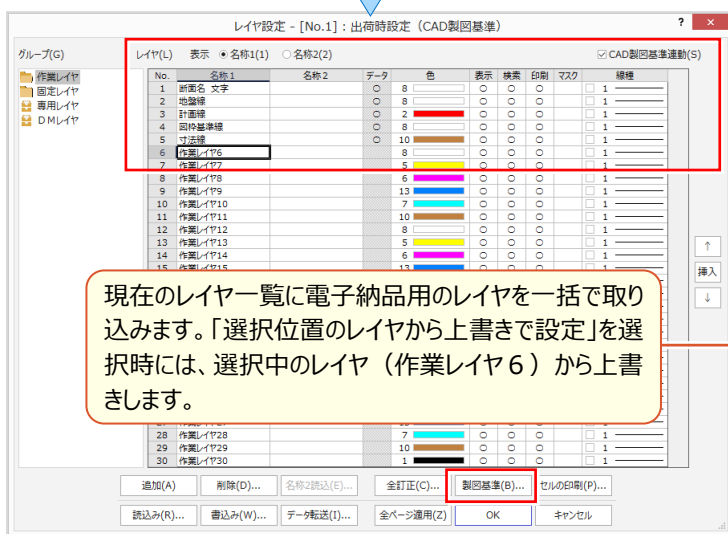 レイヤ設定 - [No.1]：出荷時設定（CAD製図基準） ? ×
グループ(G)
作業レイヤ
固定レイヤ
専用レイヤ
DMレイヤ
レイヤ(L) 表示 名称1(1) 名称2(2) CAD製図基準連動(S)
No. 名称1 名称2 データ 色 表示 検索 印刷 マスク 線種
1 断面名 文字 ○ 8 ○ ○ ○ 1
2 地盤線 ○ 8 ○ ○ ○ 1
3 計画線 ○ 2 ○ ○ ○ 1
4 図枠基準線 ○ 8 ○ ○ ○ 1
5 寸法線 ○ 10 ○ ○ ○ 1
6 作業レイヤ6 8 ○ ○ ○ 1
7 作業レイヤ7 5 ○ ○ ○ 1
8 作業レイヤ8 6 ○ ○ ○ 1
9 作業レイヤ9 13 ○ ○ ○ 1
10 作業レイヤ10 7 ○ ○ ○ 1
11 作業レイヤ11 10 ○ ○ ○ 1
12 作業レイヤ12 8 ○ ○ ○ 1
13 作業レイヤ13 5 ○ ○ ○ 1
14 作業レイヤ14 6 ○ ○ ○ 1
↑
挿入
↓
現在のレイヤ一覧に電子納品用のレイヤを一括で取り
込みます。「選択位置のレイヤから上書きで設定」を選
択時には、選択中のレイヤ（作業レイヤ６）から上書
きします。
28 作業レイヤ28 7 ○ ○ ○ 1
29 作業レイヤ29 10 ○ ○ ○ 1
30 作業レイヤ30 1 ○ ○ ○ 1
追加(A) 削除(D)... 名称2読込(E)... 全訂正(C)... 製図基準(B)... セルの印刷(P)...
読込み(R)... 書込み(W)... データ転送(I)... 全ページ適用(Z) OK キャンセル